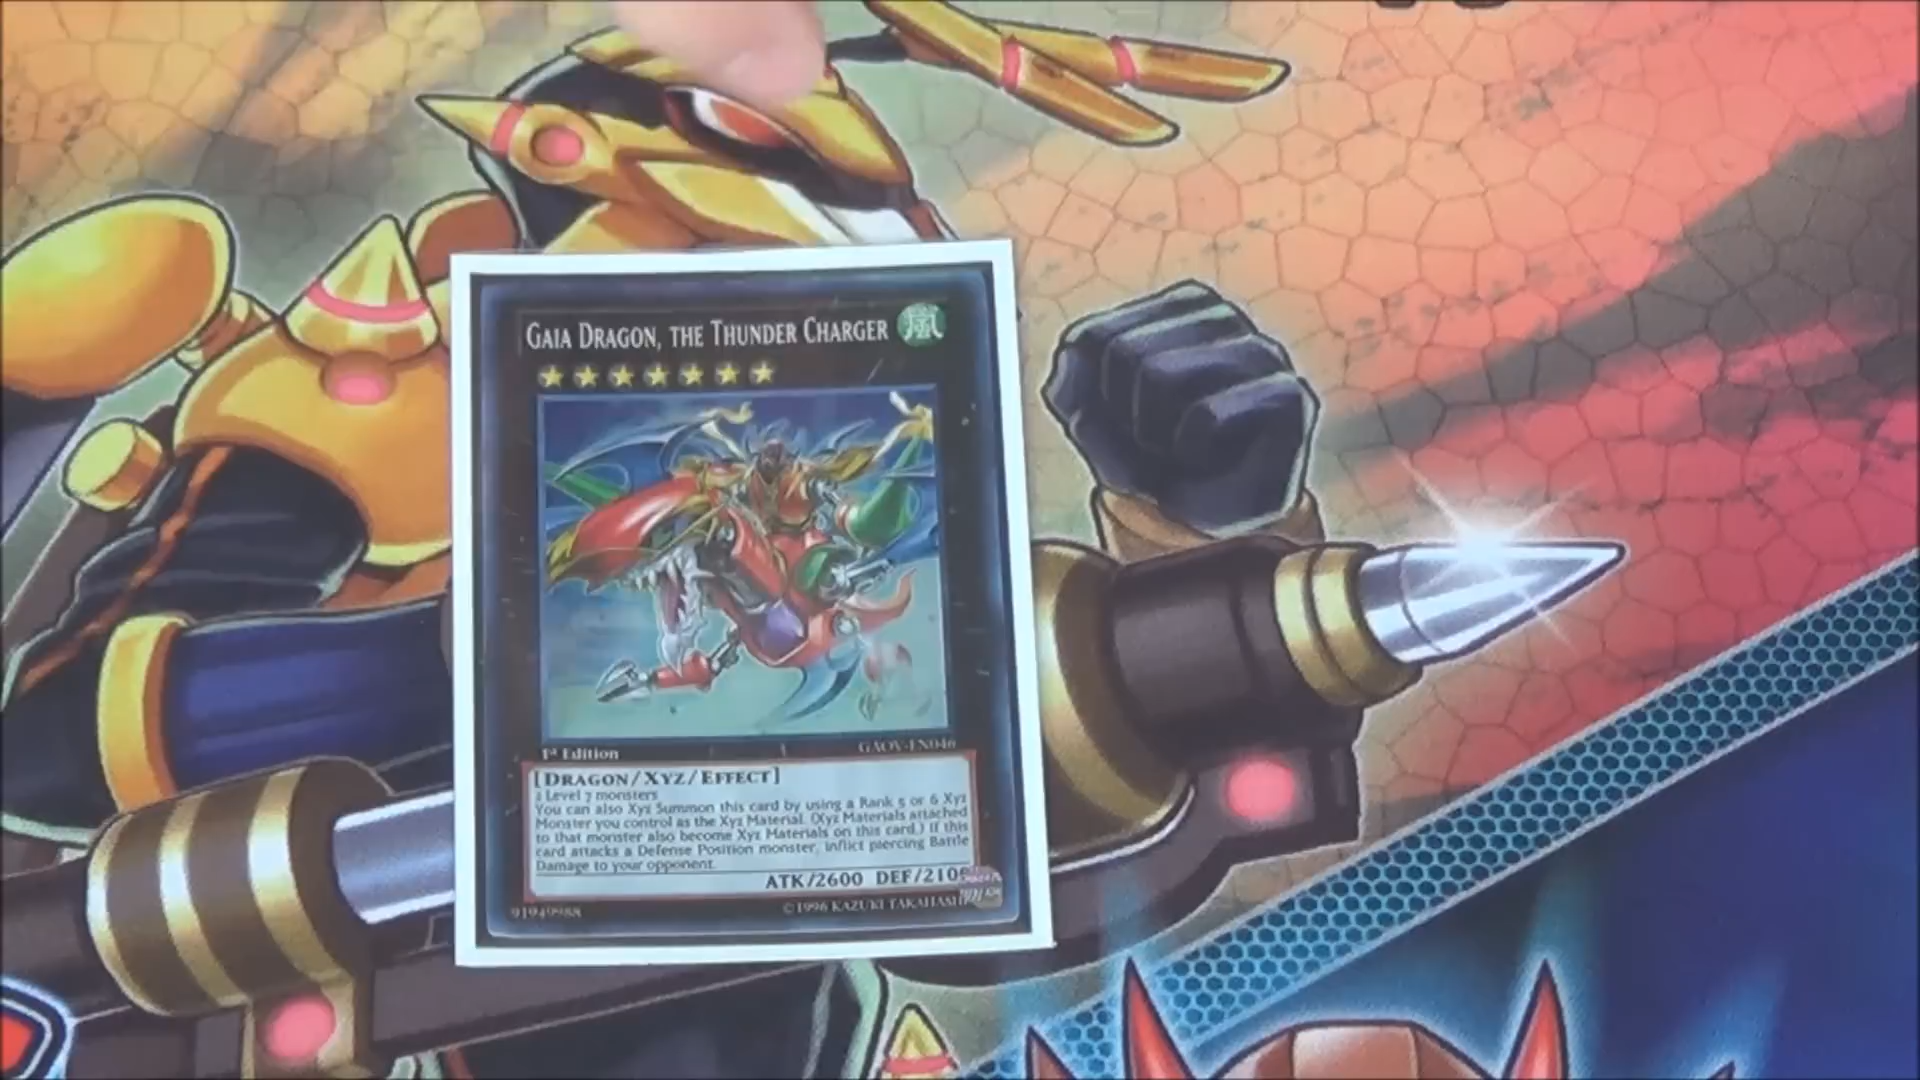 GAIA DRAGON, THE THUNDER CHARGER 嵐
1st Edition GAOV-EN046
[DRAGON/XYZ/EFFECT]
2 Level 7 monsters
You can also Xyz Summon this card by using a Rank 5 or 6 Xyz
Monster you control as the Xyz Material. (Xyz Materials attached
to that monster also become Xyz Materials on this card.) If this
card attacks a Defense Position monster, inflict piercing Battle
Damage to your opponent.
ATK/2600 DEF/2100
91949988 ©1996 KAZUKI TAKAHASHI